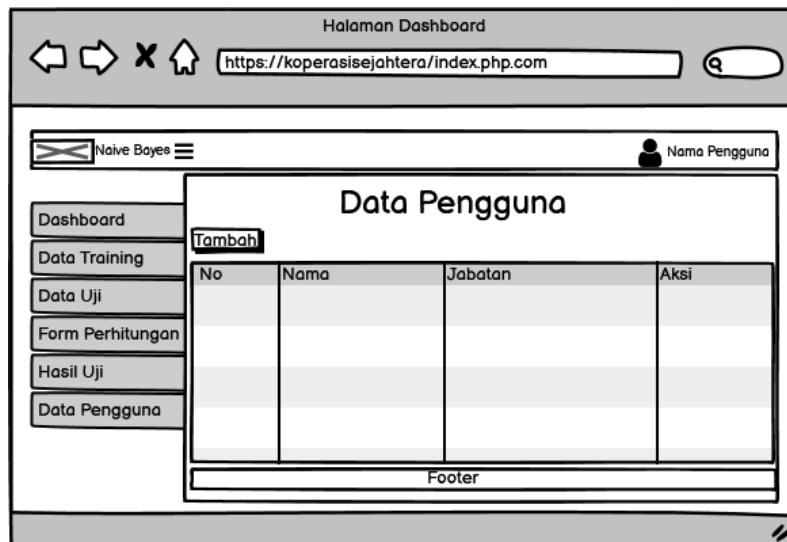 Halaman Dashboard
https://koperasisejahtera/index.php.com
Naive Bayes
Nama Pengguna
Data Pengguna
Tambah
No Nama Jabatan Aksi
Dashboard
Data Training
Data Uji
Form Perhitungan
Hasil Uji
Data Pengguna
Footer